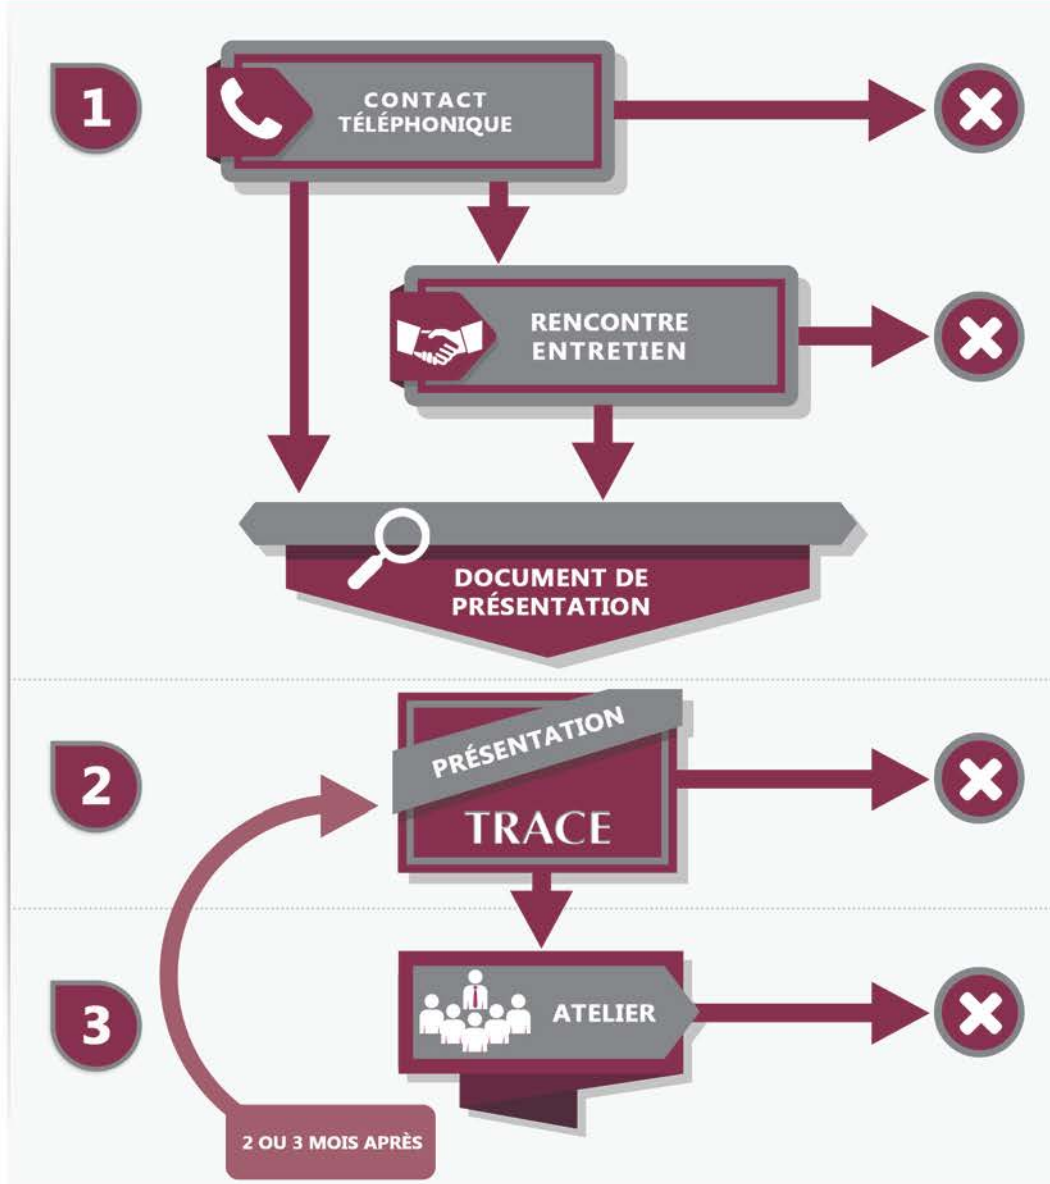 1
CONTACT
TÉLÉPHONIQUE
RENCONTRE
ENTRETIEN
DOCUMENT DE
PRÉSENTATION
2
PRÉSENTATION
TRACE
3
ATELIER
2 OU 3 MOIS APRÈS